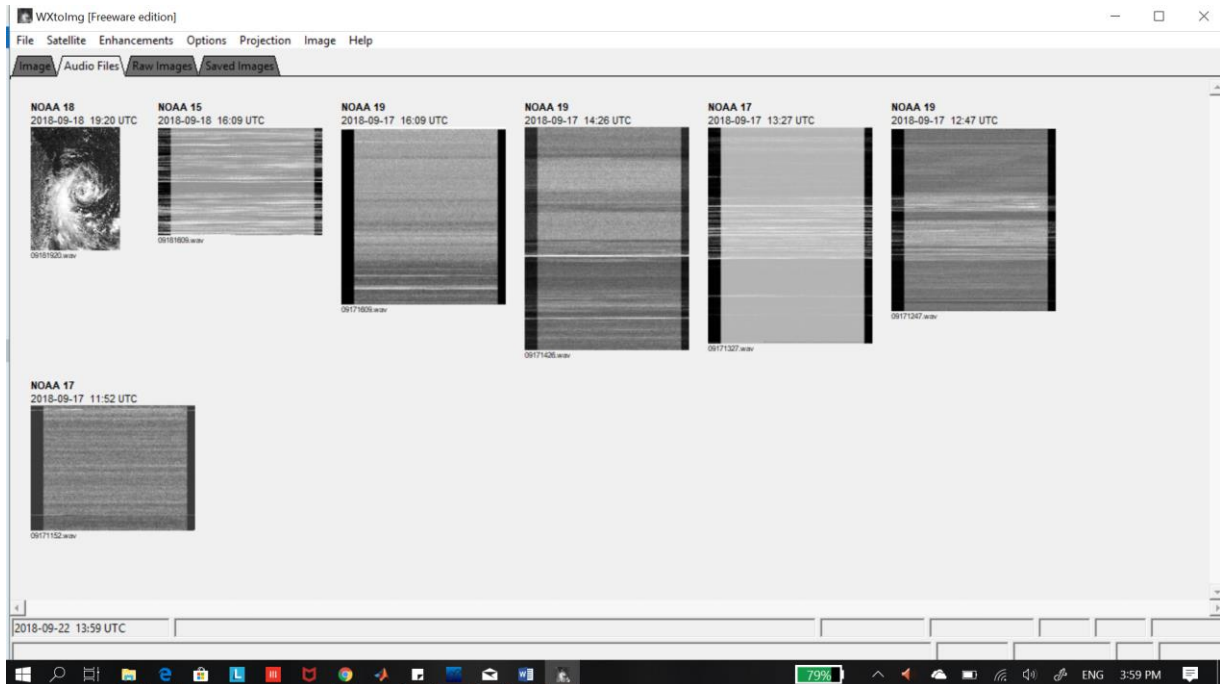 WXtoImg [Freeware edition]
File Satellite Enhancements Options Projection Image Help
Image Audio Files Raw Images Saved Images
NOAA 18
2018-09-18 19:20 UTC
09181920.wav
NOAA 15
2018-09-18 16:09 UTC
09181609.wav
NOAA 19
2018-09-17 16:09 UTC
09171609.wav
NOAA 19
2018-09-17 14:26 UTC
09171426.wav
NOAA 17
2018-09-17 13:27 UTC
09171327.wav
NOAA 19
2018-09-17 12:47 UTC
09171247.wav
NOAA 17
2018-09-17 11:52 UTC
09171152.wav
2018-09-22 13:59 UTC
79% ENG 3:59 PM